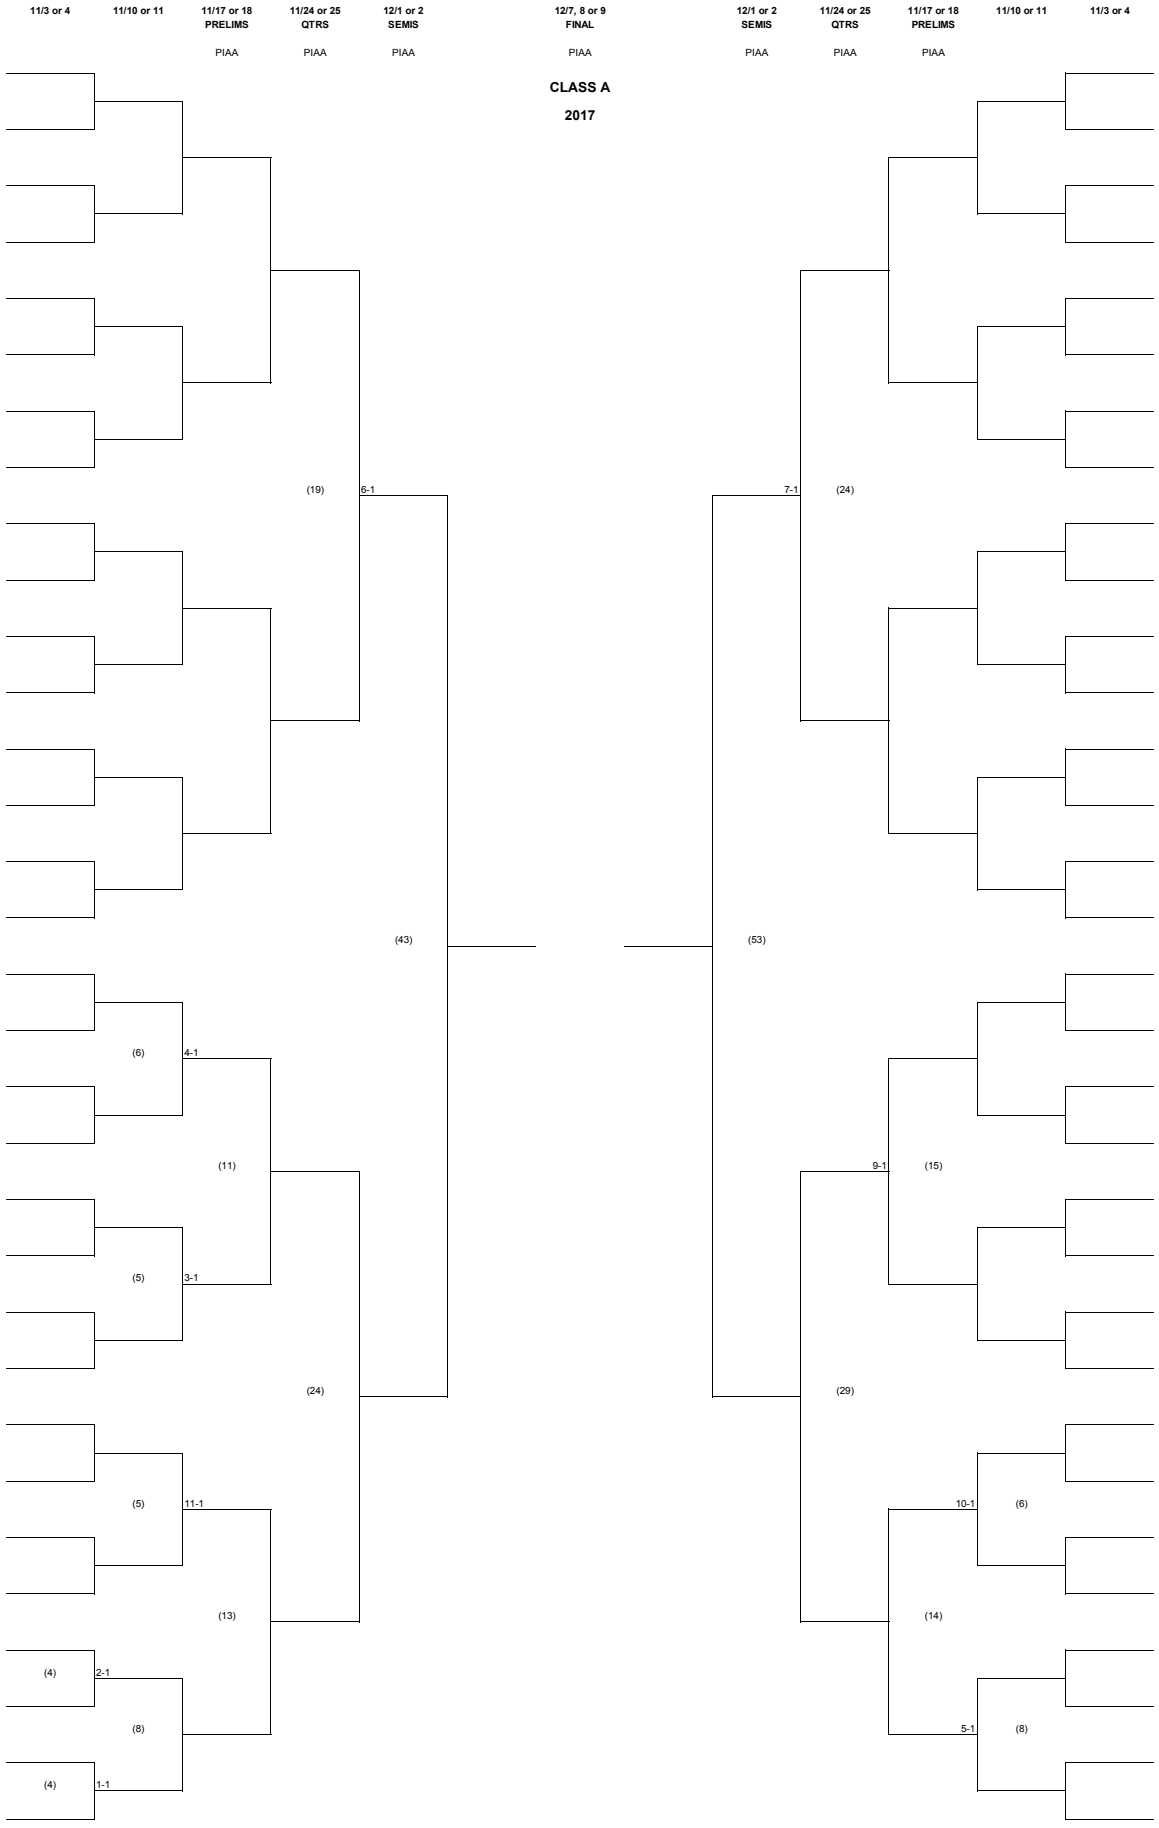 11/3 or 4 11/10 or 11 11/17 or 18 11/24 or 25 12/1 or 2 12/7, 8 or 9 12/1 or 2 11/24 or 25 11/17 or 18 11/10 or 11 11/3 or 4
PRELIMS QTRS SEMIS FINAL SEMIS QTRS PRELIMS
PIAA PIAA PIAA PIAA PIAA PIAA PIAA
CLASS A
2017
(19) 6-1 7-1 (24)
(43) (53)
(6) 4-1
(11) 9-1 (15)
(5) 3-1
(24) (29)
(5) 11-1 10-1 (6)
(13) (14)
(4) 2-1
(8) 5-1 (8)
(4) 1-1